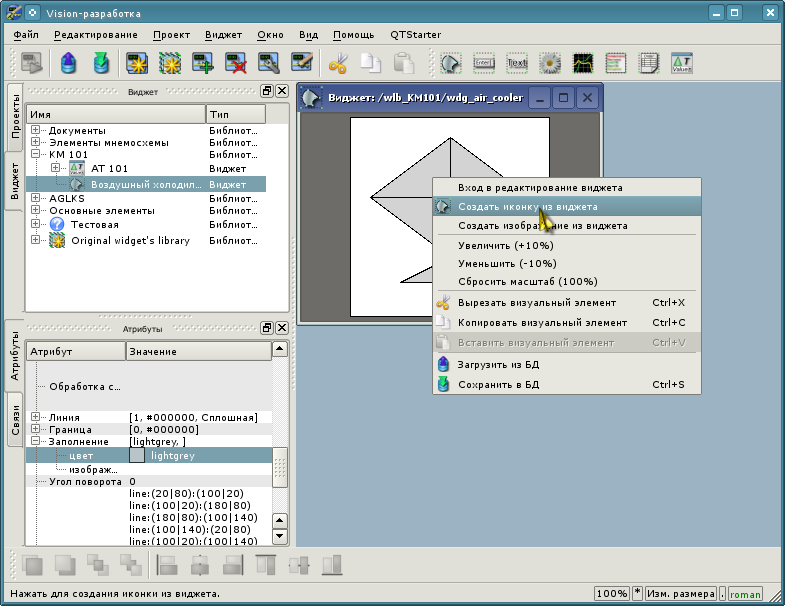 Vision-разработка
Файл Редактирование Проект Виджет Окно Вид Помощь QTStarter
Виджет
Проекты
Виджет
Имя Тип
Документы Библиот...
Элементы мнемосхемы Библиот...
КМ 101 Библиот...
АТ 101 Виджет
Воздушный холодил... Виджет
AGLKS Библиот...
Основные элементы Библиот...
Тестовая Библиот...
Original widget's library Библиот...
Виджет: /wlb_KM101/wdg_air_cooler
Вход в редактирование виджета
Создать иконку из виджета
Создать изображение из виджета
Увеличить (+10%)
Уменьшить (-10%)
Сбросить масштаб (100%)
Вырезать визуальный элемент Ctrl+X
Копировать визуальный элемент Ctrl+C
Вставить визуальный элемент Ctrl+V
Загрузить из БД
Сохранить в БД Ctrl+S
Атрибуты
Атрибуты
Связи
Атрибут Значение
Обработка с...
Линия [1, #000000, Сплошная]
Граница [0, #000000]
Заполнение [lightgrey, ]
цвет lightgrey
изображ...
Угол поворота 0
line:(20|80):(100|20)
line:(100|20):(180|80)
line:(180|80):(100|140)
line:(100|140):(20|80)
line:(100|20):(100|140)
Нажать для создания иконки из виджета.
100% * Изм. размера . roman